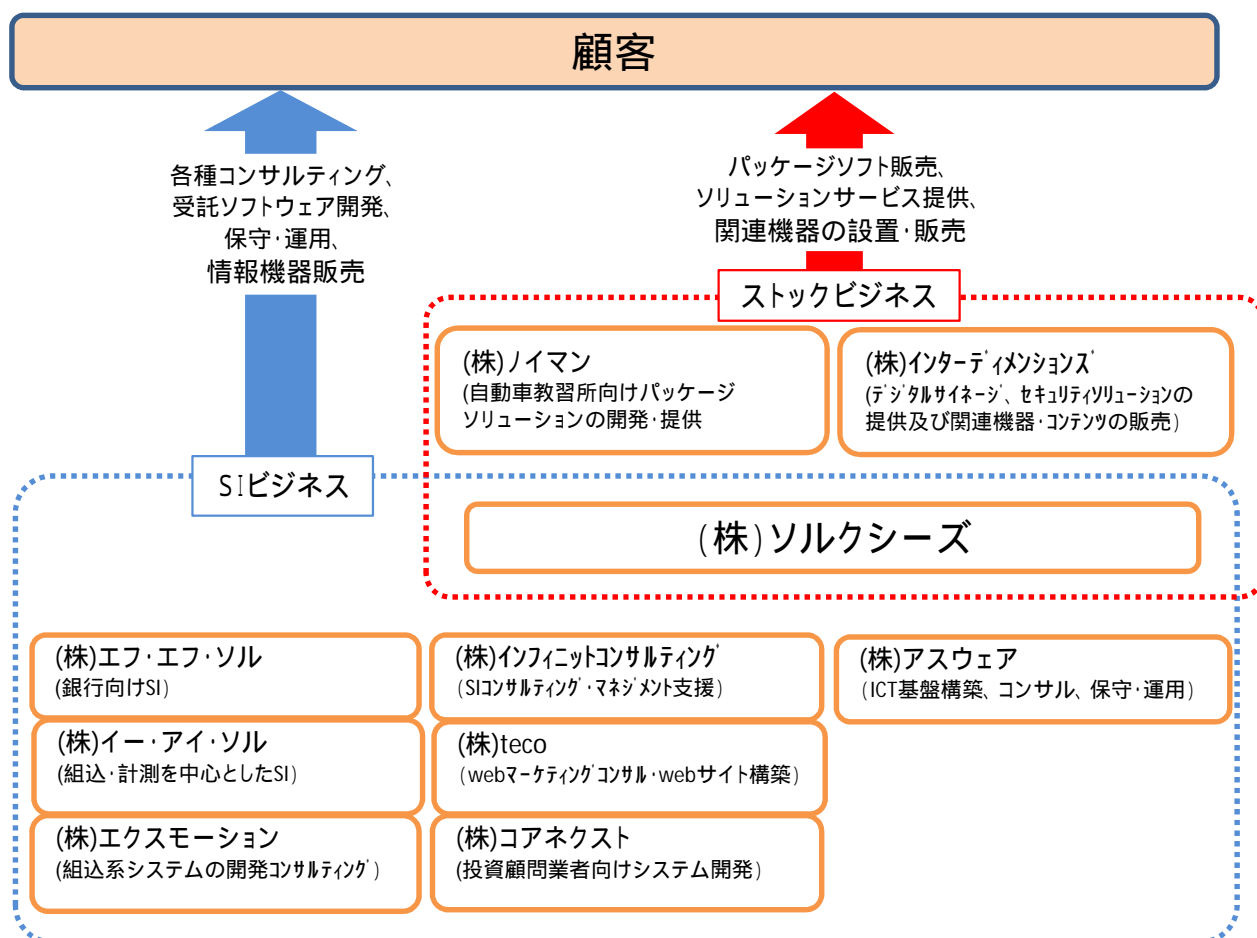 顧客
各種コンサルティング、
受託ソフトウェア開発、
保守・運用、
情報機器販売
パッケージソフト販売、
ソリューションサービス提供、
関連機器の設置・販売
ストックビジネス
(株)ノイマン
(自動車教習所向けパッケージ
ソリューションの開発・提供
(株)インターディメンションズ
(デジタルサイネージ、セキュリティソリューションの
提供及び関連機器・コンテンツの販売)
SIビジネス
(株)ソルクシーズ
(株)エフ・エフ・ソル
(銀行向けSI)
(株)インフィニットコンサルティング
(SIコンサルティング・マネジメント支援)
(株)アスウェア
(ICT基盤構築、コンサル、保守・運用)
(株)イー・アイ・ソル
(組込・計測を中心としたSI)
(株)teco
(webマーケティングコンサル・webサイト構築)
(株)エクスモーション
(組込系システムの開発コンサルティング)
(株)コアネクスト
(投資顧問業者向けシステム開発)